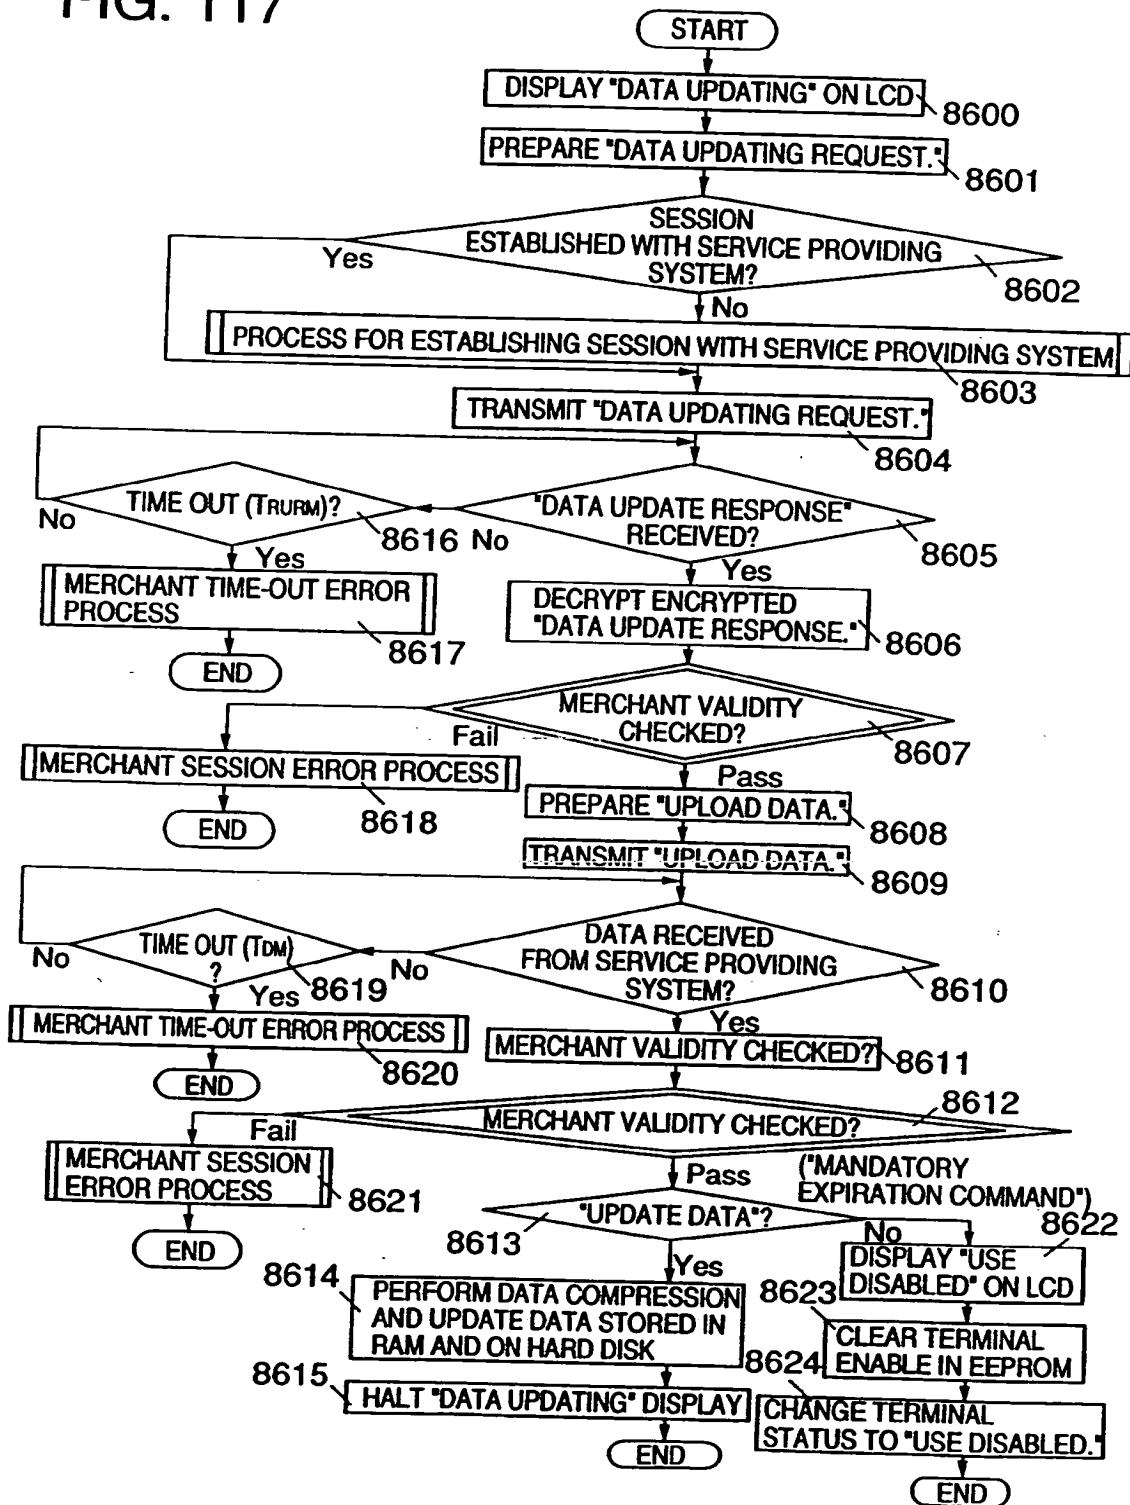 FIG. 117
START
DISPLAY "DATA UPDATING" ON LCD
8600
PREPARE "DATA UPDATING REQUEST."
8601
SESSION
ESTABLISHED WITH SERVICE PROVIDING
SYSTEM?
8602
Yes
No
PROCESS FOR ESTABLISHING SESSION WITH SERVICE PROVIDING SYSTEM
8603
TRANSMIT "DATA UPDATING REQUEST."
8604
TIME OUT (TRURM)?
8616
No
Yes
"DATA UPDATE RESPONSE"
RECEIVED?
8605
No
Yes
MERCHANT TIME-OUT ERROR
PROCESS
8617
END
DECRYPT ENCRYPTED
"DATA UPDATE RESPONSE."
8606
MERCHANT VALIDITY
CHECKED?
8607
Fail
Pass
MERCHANT SESSION ERROR PROCESS
8618
END
PREPARE "UPLOAD DATA."
8608
TRANSMIT "UPLOAD DATA."
8609
TIME OUT (TDM)
?
8619
No
Yes
DATA RECEIVED
FROM SERVICE PROVIDING
SYSTEM?
8610
No
Yes
MERCHANT TIME-OUT ERROR PROCESS
8620
END
MERCHANT VALIDITY CHECKED?
8611
MERCHANT VALIDITY CHECKED?
8612
Fail
Pass
MERCHANT SESSION
ERROR PROCESS
8621
END
("MANDATORY
EXPIRATION COMMAND")
"UPDATE DATA"?
8613
No
Yes
8622
DISPLAY "USE
DISABLED" ON LCD
8614
PERFORM DATA COMPRESSION
AND UPDATE DATA STORED IN
RAM AND ON HARD DISK
8623
CLEAR TERMINAL
ENABLE IN EEPROM
8615
HALT "DATA UPDATING" DISPLAY
END
8624
CHANGE TERMINAL
STATUS TO "USE DISABLED."
END